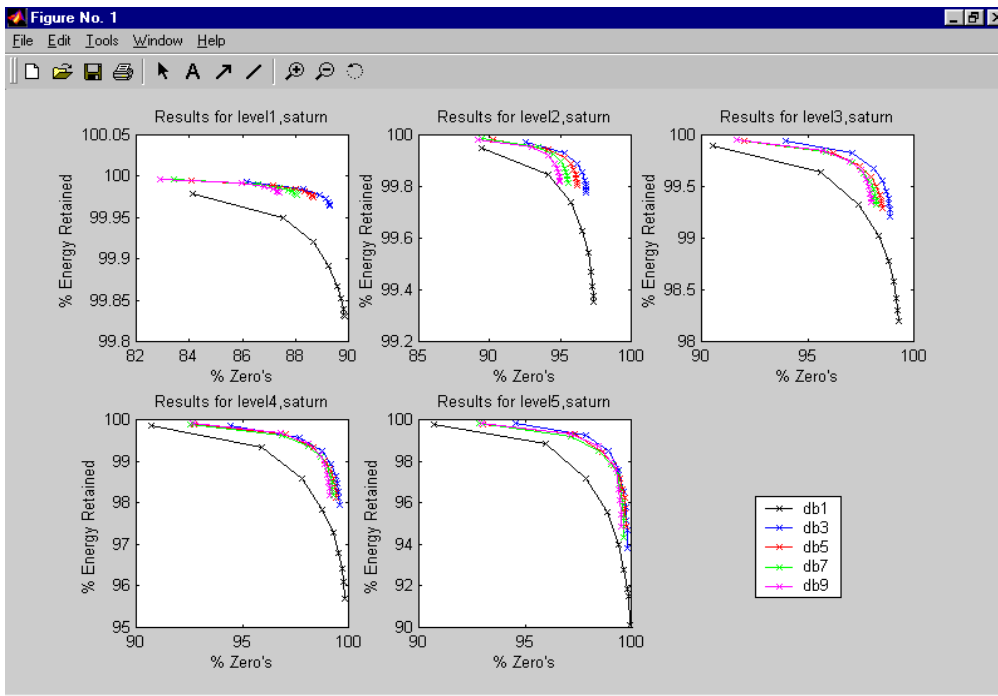 Figure No. 1
File Edit Tools Window Help
A
Results for level1,saturn
100.05
100
99.95
99.9
99.85
99.8
82 84 86 88 90
% Energy Retained
% Zero's
Results for level2,saturn
100
99.8
99.6
99.4
99.2
85 90 95 100
% Energy Retained
% Zero's
Results for level3,saturn
100
99.5
99
98.5
98
90 95 100
% Energy Retained
% Zero's
Results for level4,saturn
100
99
98
97
96
95
90 95 100
% Energy Retained
% Zero's
Results for level5,saturn
100
98
96
94
92
90
90 95 100
% Energy Retained
% Zero's
db1
db3
db5
db7
db9